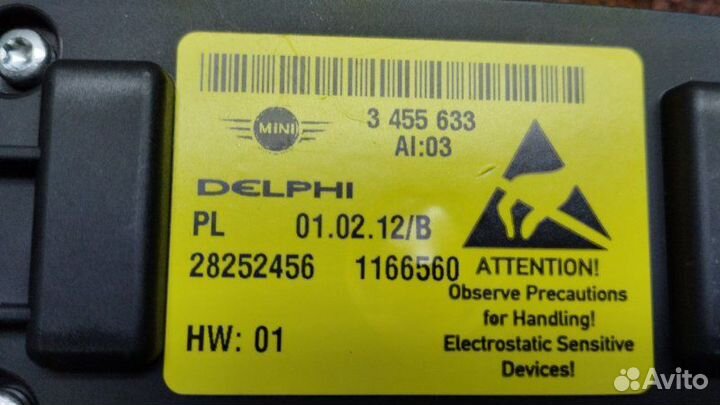 MINI
3 455 633
AI:03
DELPHI
PL 01.02.12/B
28252456 1166560
HW: 01
ATTENTION!
Observe Precautions
for Handling!
Electrostatic Sensitive
Devices!
Avito